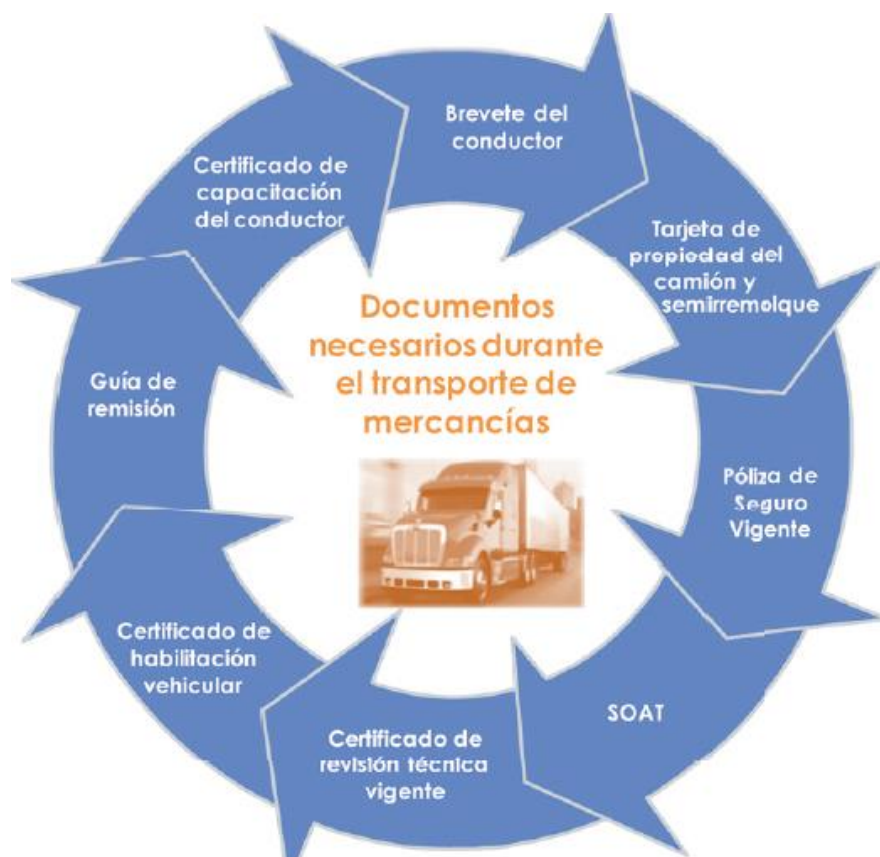 Documentos
necesarios durante
el transporte de
mercancías
Brevete del
conductor
Tarjeta de
propiedad del
camión y
semirremolque
Póliza de
Seguro
Vigente
SOAT
Certificado de
revisión técnica
vigente
Certificado de
habilitación
vehicular
Guía de
remisión
Certificado de
capacitación
del conductor